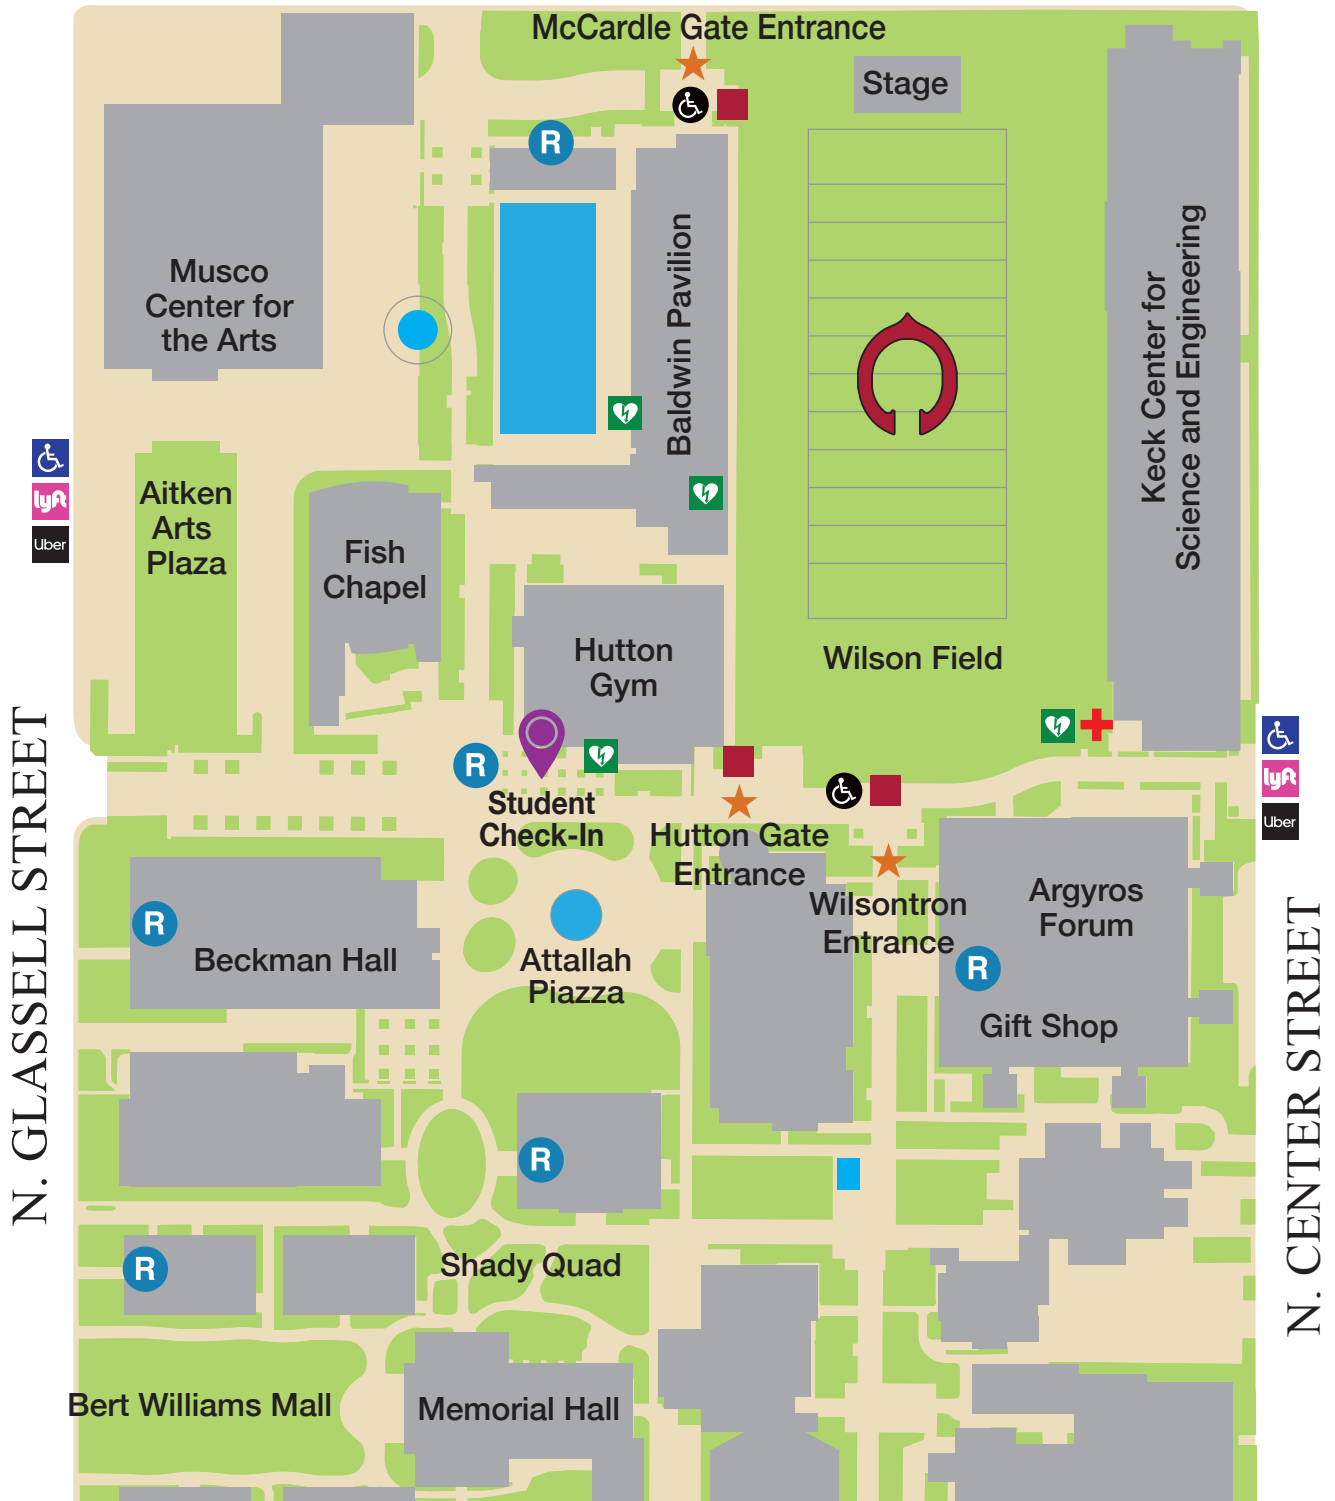 McCardle Gate Entrance
Stage
R
Musco
Center for
the Arts
Baldwin Pavilion
Keck Center for
Science and Engineering
lyft
Uber
Aitken
Arts
Plaza
Fish
Chapel
Hutton
Gym
Wilson Field
R
Student
Check-In
Hutton Gate
Entrance
lyft
Uber
N. GLASSELL STREET
R
Beckman Hall
Attallah
Piazza
Wilsontron
Entrance
Argyros
Forum
R
Gift Shop
N. CENTER STREET
R
R
Shady Quad
Bert Williams Mall
Memorial Hall